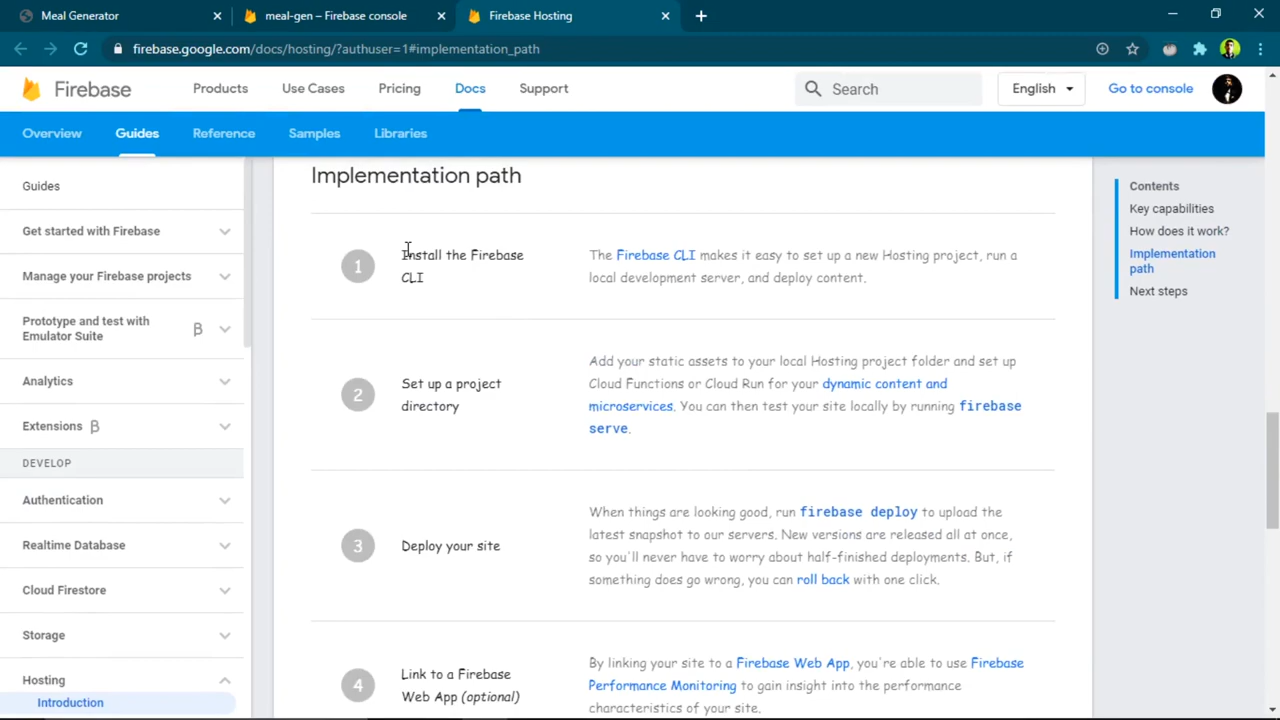 Meal Generator
meal-gen – Firebase console
Firebase Hosting
firebase.google.com/docs/hosting/?authuser=1#implementation_path
Firebase
Products
Use Cases
Pricing
Docs
Support
Search
English
Go to console
Overview
Guides
Reference
Samples
Libraries
Guides
Get started with Firebase
Manage your Firebase projects
Prototype and test with
Emulator Suite β
Analytics
Extensions β
DEVELOP
Authentication
Realtime Database
Cloud Firestore
Storage
Hosting
Introduction
Implementation path
1
Install the Firebase
CLI
The Firebase CLI makes it easy to set up a new Hosting project, run a
local development server, and deploy content.
2
Set up a project
directory
Add your static assets to your local Hosting project folder and set up
Cloud Functions or Cloud Run for your dynamic content and
microservices. You can then test your site locally by running firebase
serve.
3
Deploy your site
When things are looking good, run firebase deploy to upload the
latest snapshot to our servers. New versions are released all at once,
so you'll never have to worry about half-finished deployments. But, if
something does go wrong, you can roll back with one click.
4
Link to a Firebase
Web App (optional)
By linking your site to a Firebase Web App, you're able to use Firebase
Performance Monitoring to gain insight into the performance
characteristics of your site.
Contents
Key capabilities
How does it work?
Implementation
path
Next steps